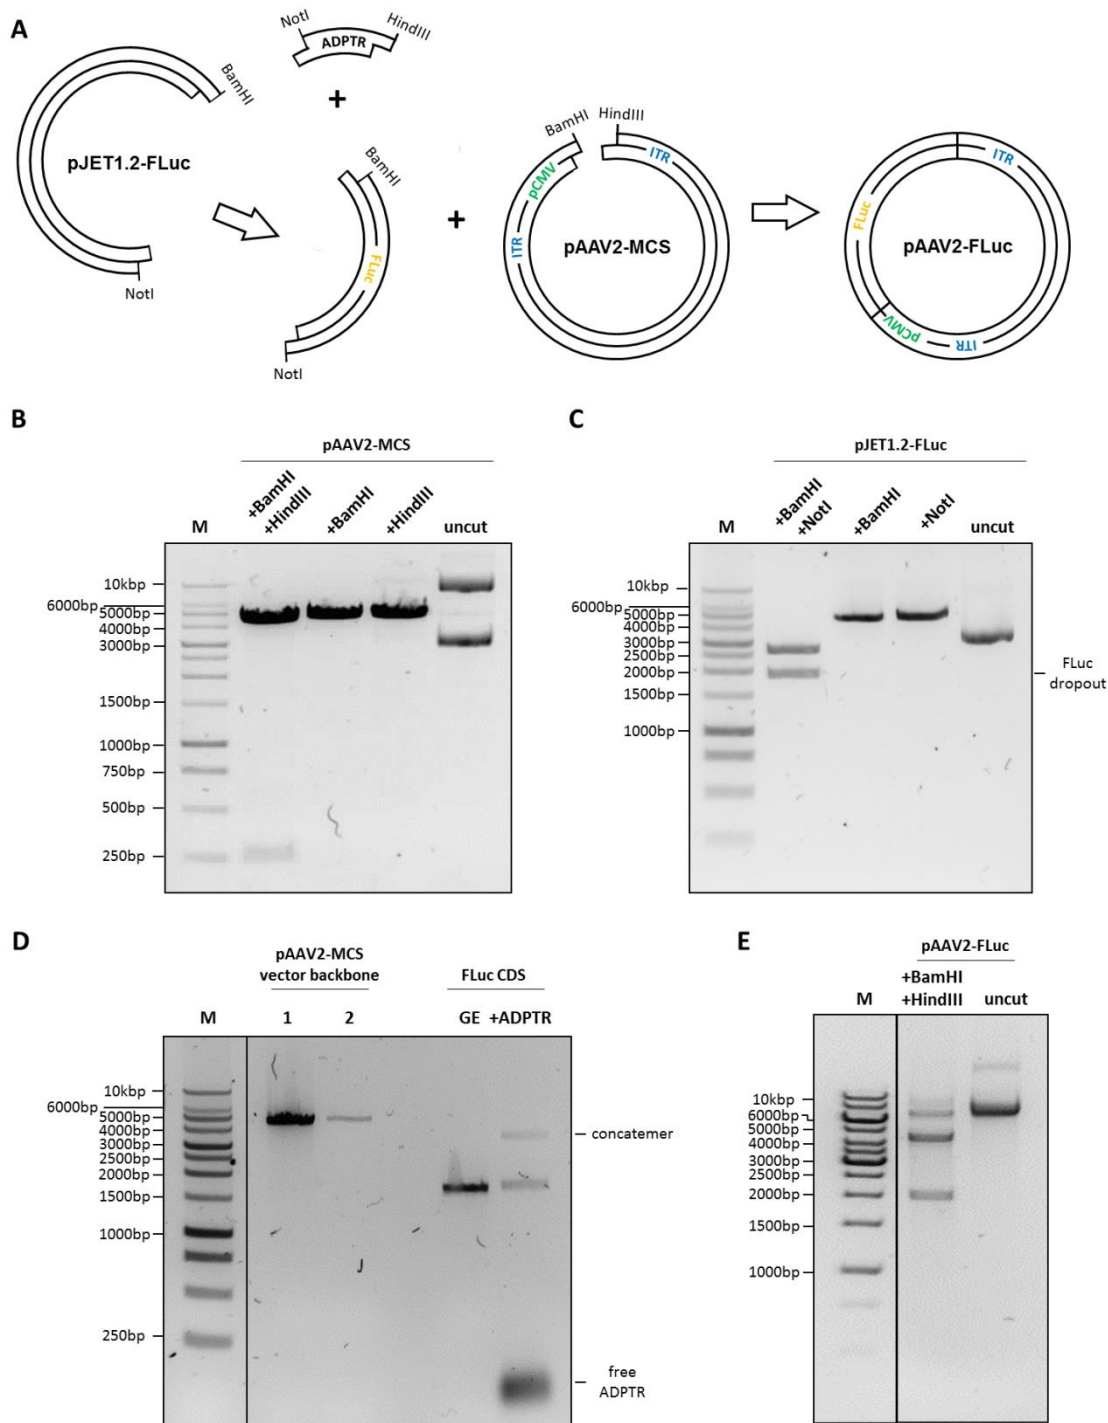 A
NotI
HindIII
ADPTR
BamHI
+
pJET1.2-FLuc
NotI
BamHI
FLuc
NotI
+
BamHI
HindIII
pCMV
ITR
ITR
pAAV2-MCS
ITR
FLuc
pAAV2-FLuc
pCMV
ITR
B
pAAV2-MCS
M
+BamHI
+HindIII
+BamHI
+HindIII
uncut
10kbp
6000bp
5000bp
4000bp
3000bp
1500bp
1000bp
750bp
500bp
250bp
C
pJET1.2-FLuc
M
+BamHI
+NotI
+BamHI
+NotI
uncut
10kbp
6000bp
5000bp
4000bp
3000bp
2500bp
2000bp
1500bp
1000bp
FLuc
dropout
D
pAAV2-MCS
vector backbone
FLuc CDS
M
1
2
GE
+ADPTR
10kbp
6000bp
5000bp
4000bp
3000bp
2500bp
2000bp
1500bp
1000bp
250bp
concatemer
free
ADPTR
E
pAAV2-FLuc
M
+BamHI
+HindIII
uncut
10kbp
6000bp
5000bp
4000bp
3000bp
2500bp
2000bp
1500bp
1000bp